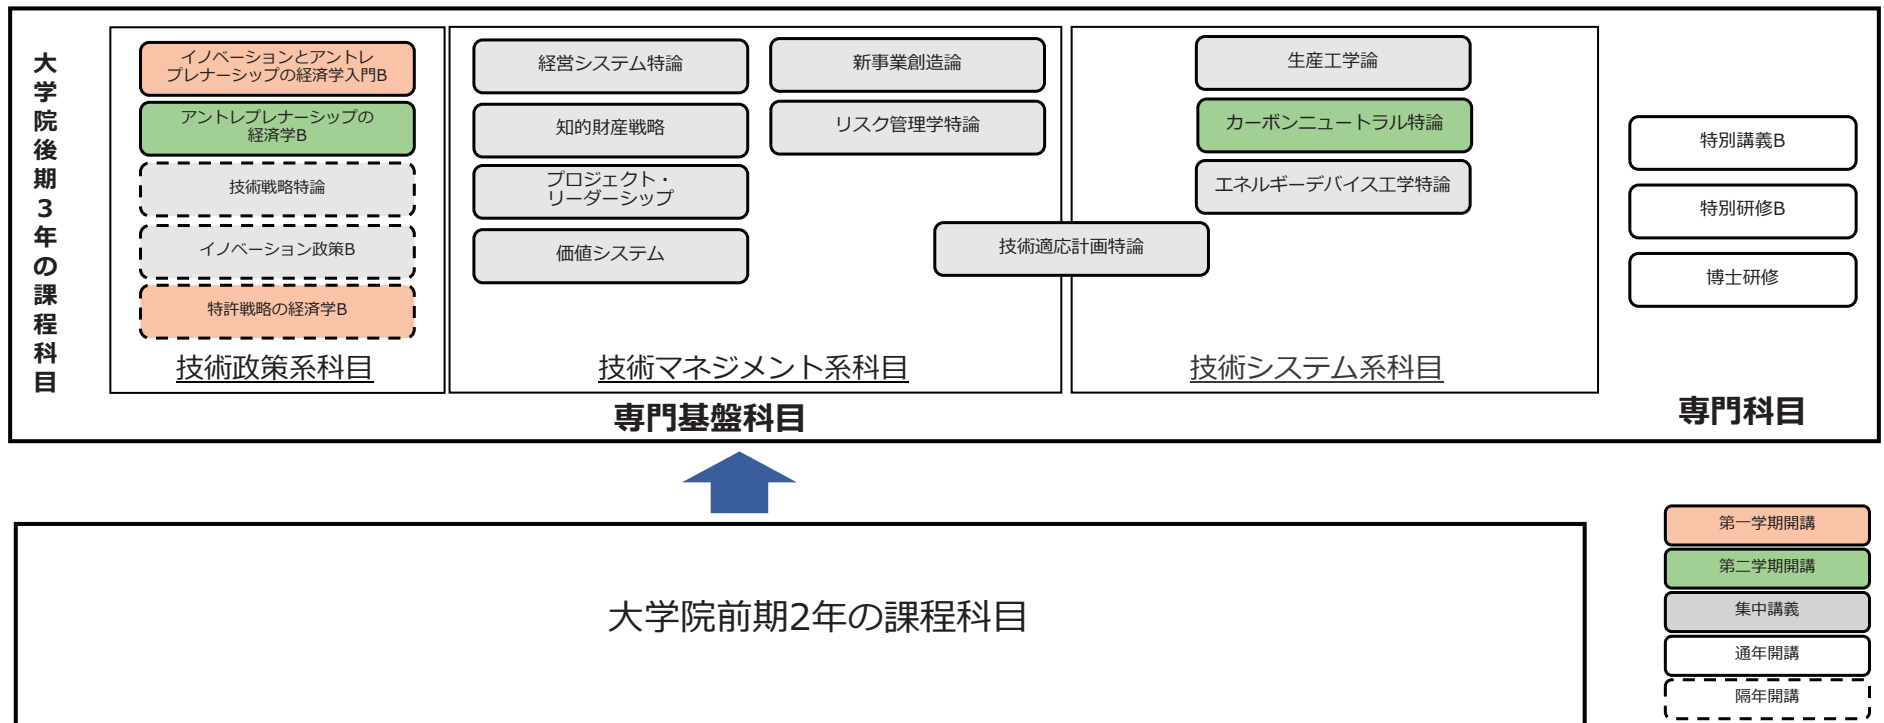 大学院後期3年の課程科目
イノベーションとアントレ
プレナーシップの経済学入門B
アントレプレナーシップの
経済学B
技術戦略特論
イノベーション政策B
特許戦略の経済学B
技術政策系科目
経営システム特論
知的財産戦略
プロジェクト・
リーダーシップ
価値システム
新事業創造論
リスク管理学特論
技術適応計画特論
技術マネジメント系科目
生産工学論
カーボンニュートラル特論
エネルギーデバイス工学特論
技術システム系科目
専門基盤科目
特別講義B
特別研修B
博士研修
専門科目
大学院前期2年の課程科目
第一学期開講
第二学期開講
集中講義
通年開講
隔年開講